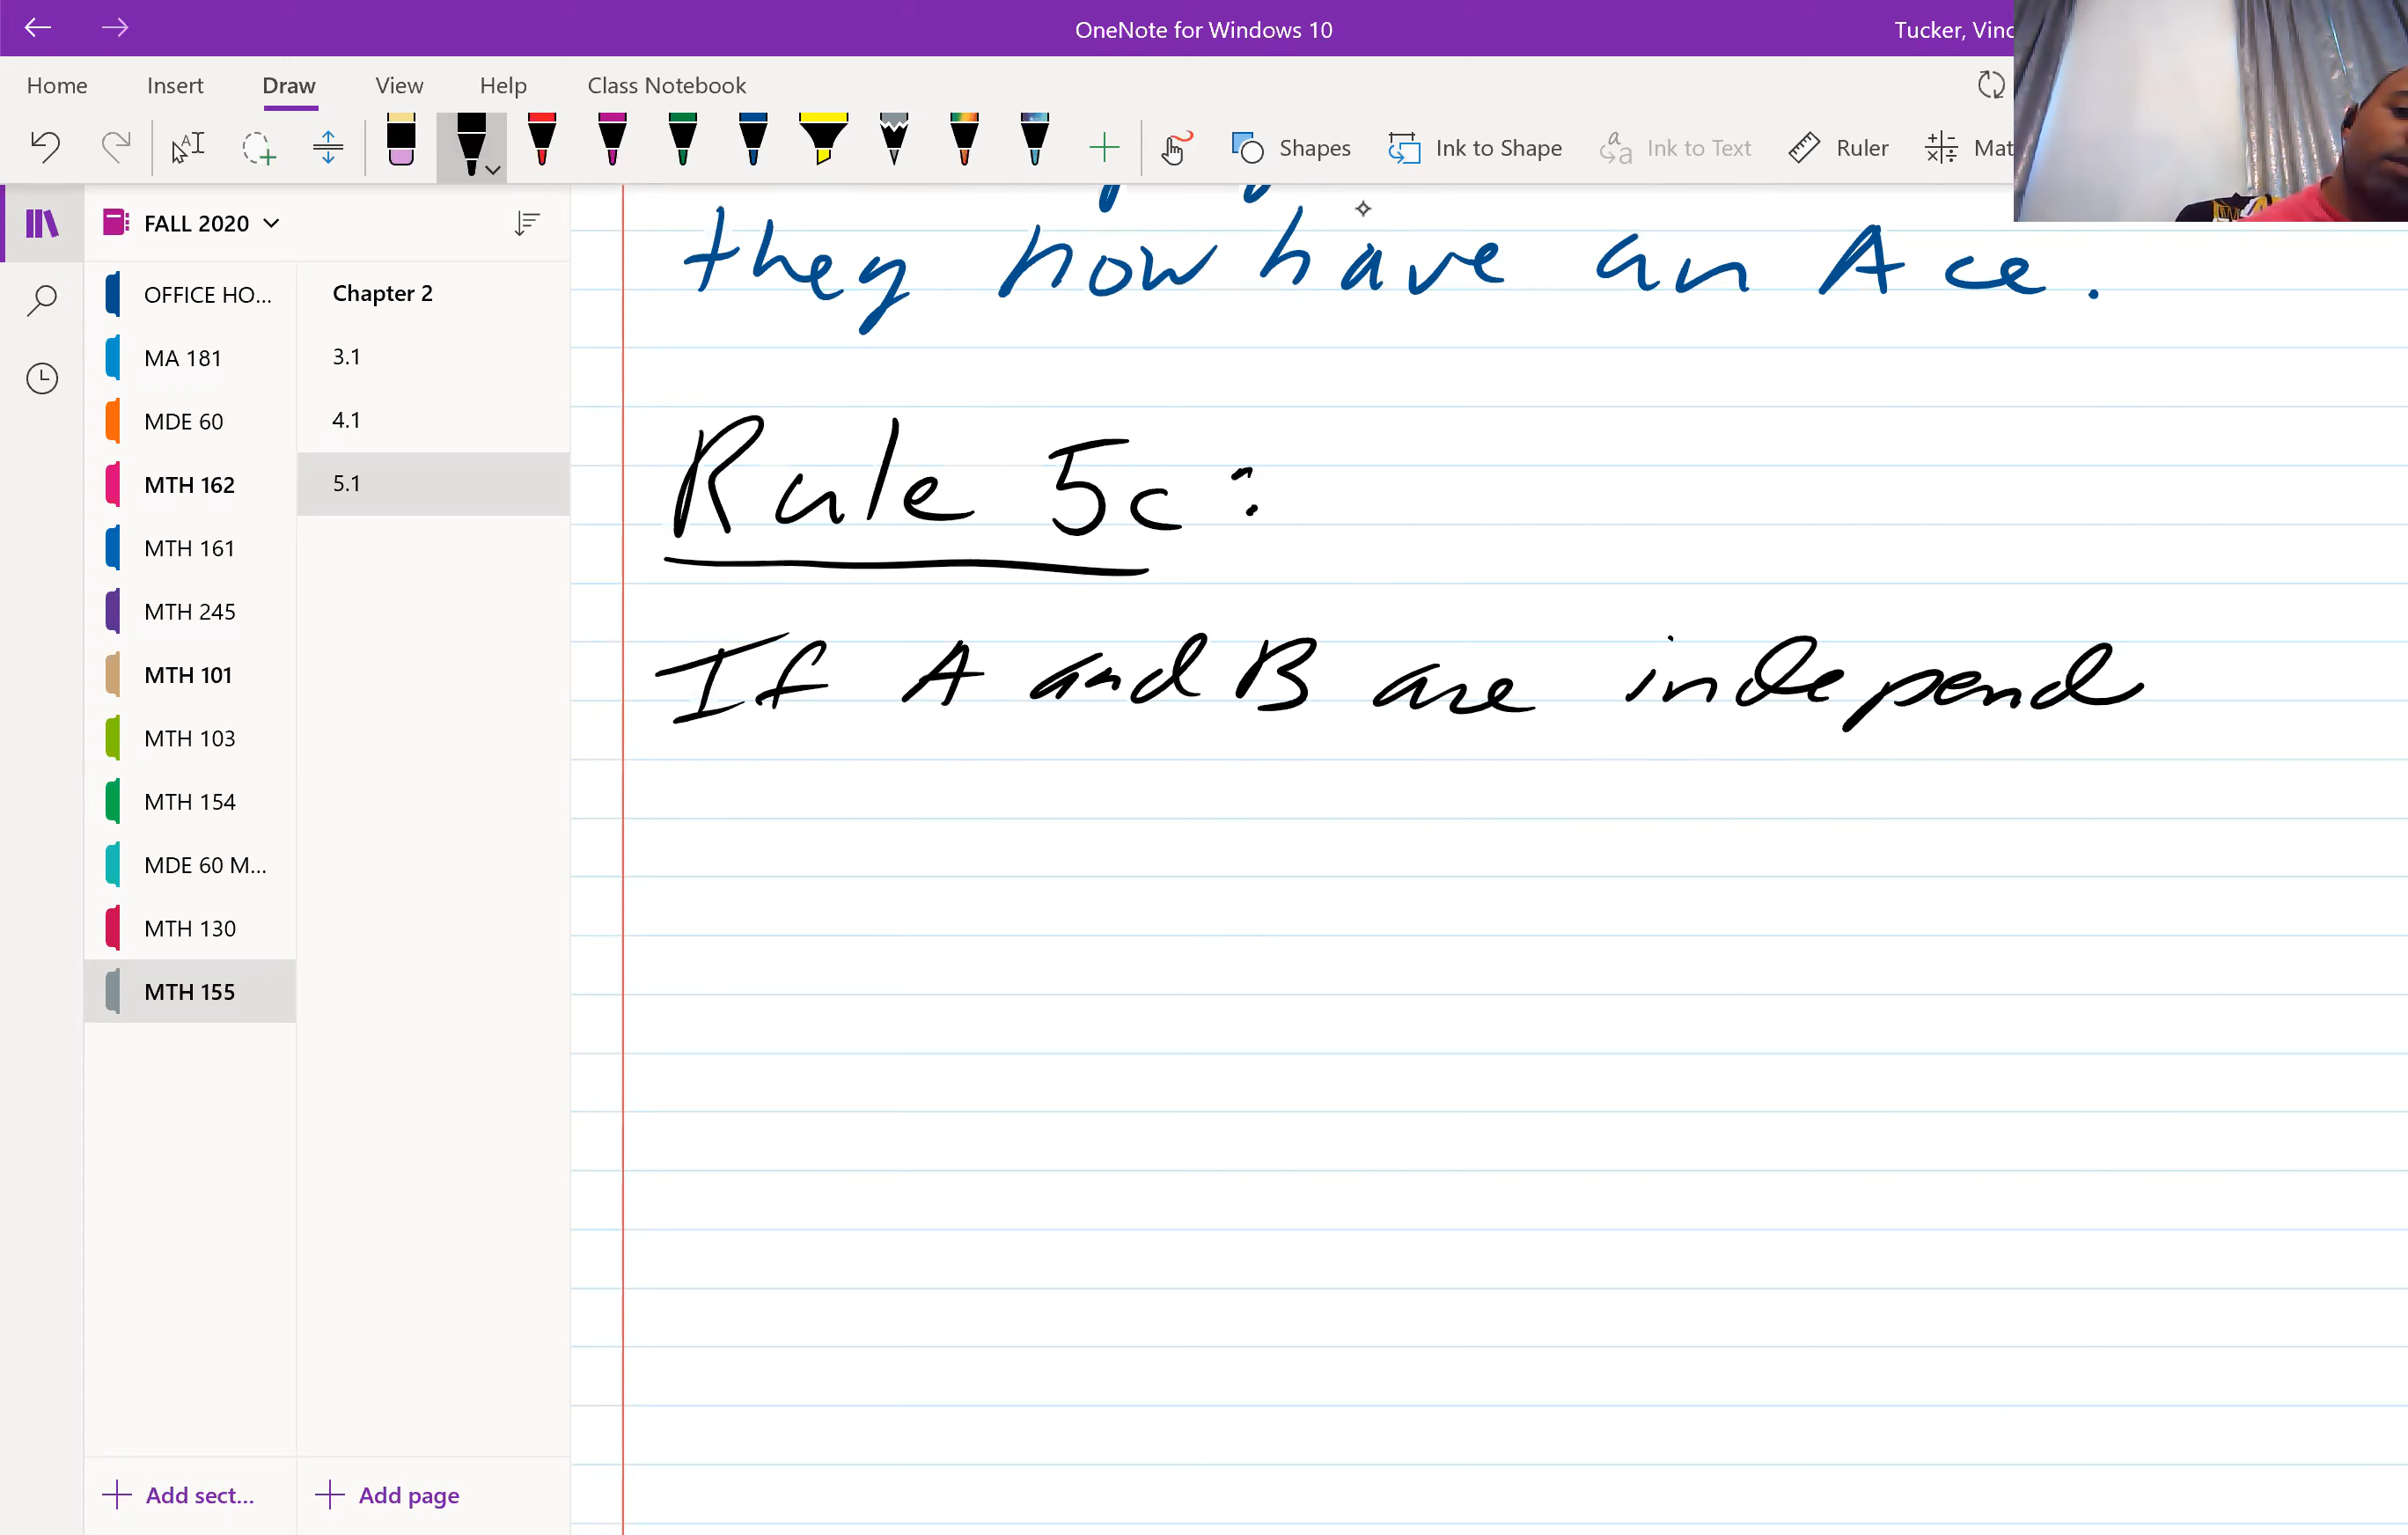 OneNote for Windows 10
Tucker, Vinc
Home Insert Draw View Help Class Notebook
Shapes Ink to Shape Ink to Text Ruler Mat
FALL 2020
OFFICE HO...
MA 181
MDE 60
MTH 162
MTH 161
MTH 245
MTH 101
MTH 103
MTH 154
MDE 60 M...
MTH 130
MTH 155
Add sect...
Chapter 2
3.1
4.1
5.1
Add page
they now have an Ace.
Rule 5c:
If A and B are independ